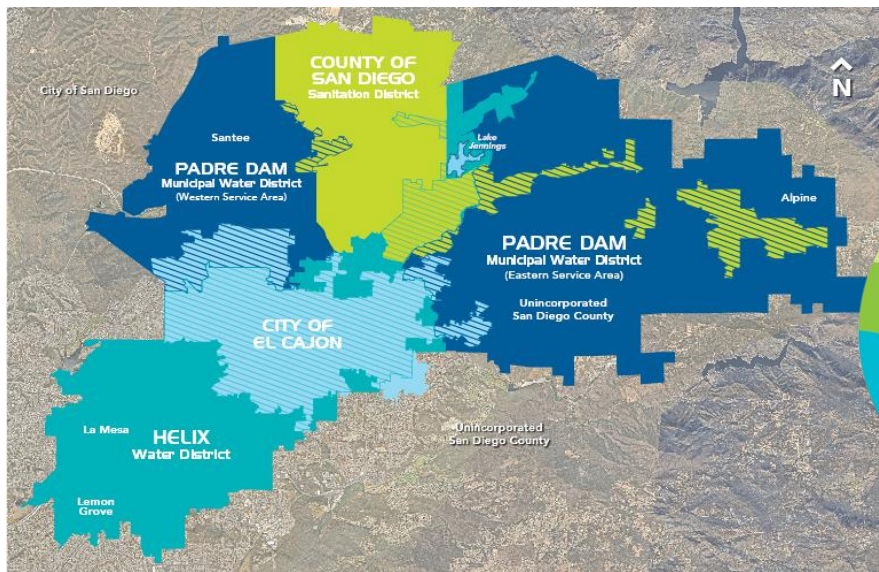 COUNTY OF
SAN DIEGO
Sanitation District
City of San Diego
N
Santee
Lake
Jennings
PADRE DAM
Municipal Water District
(Western Service Area)
Alpine
PADRE DAM
Municipal Water District
(Eastern Service Area)
Unincorporated
San Diego County
CITY OF
EL CAJON
La Mesa
HELIX
Water District
Unincorporated
San Diego County
Lemon
Grove